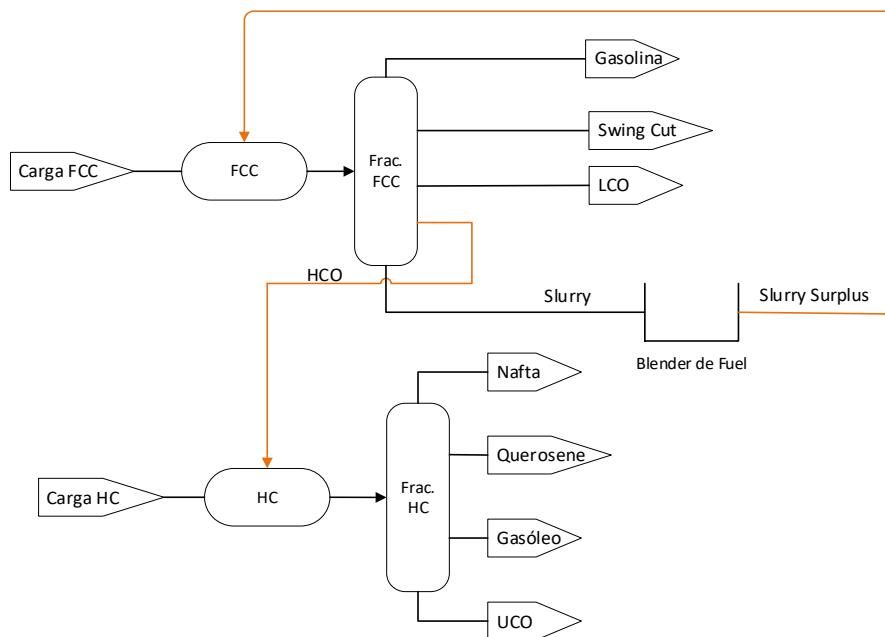 Gasolina
Swing Cut
Carga FCC
FCC
Frac.
FCC
LCO
HCO
Slurry
Slurry Surplus
Blender de Fuel
Nafta
Querosene
Carga HC
HC
Frac.
HC
Gasóleo
UCO